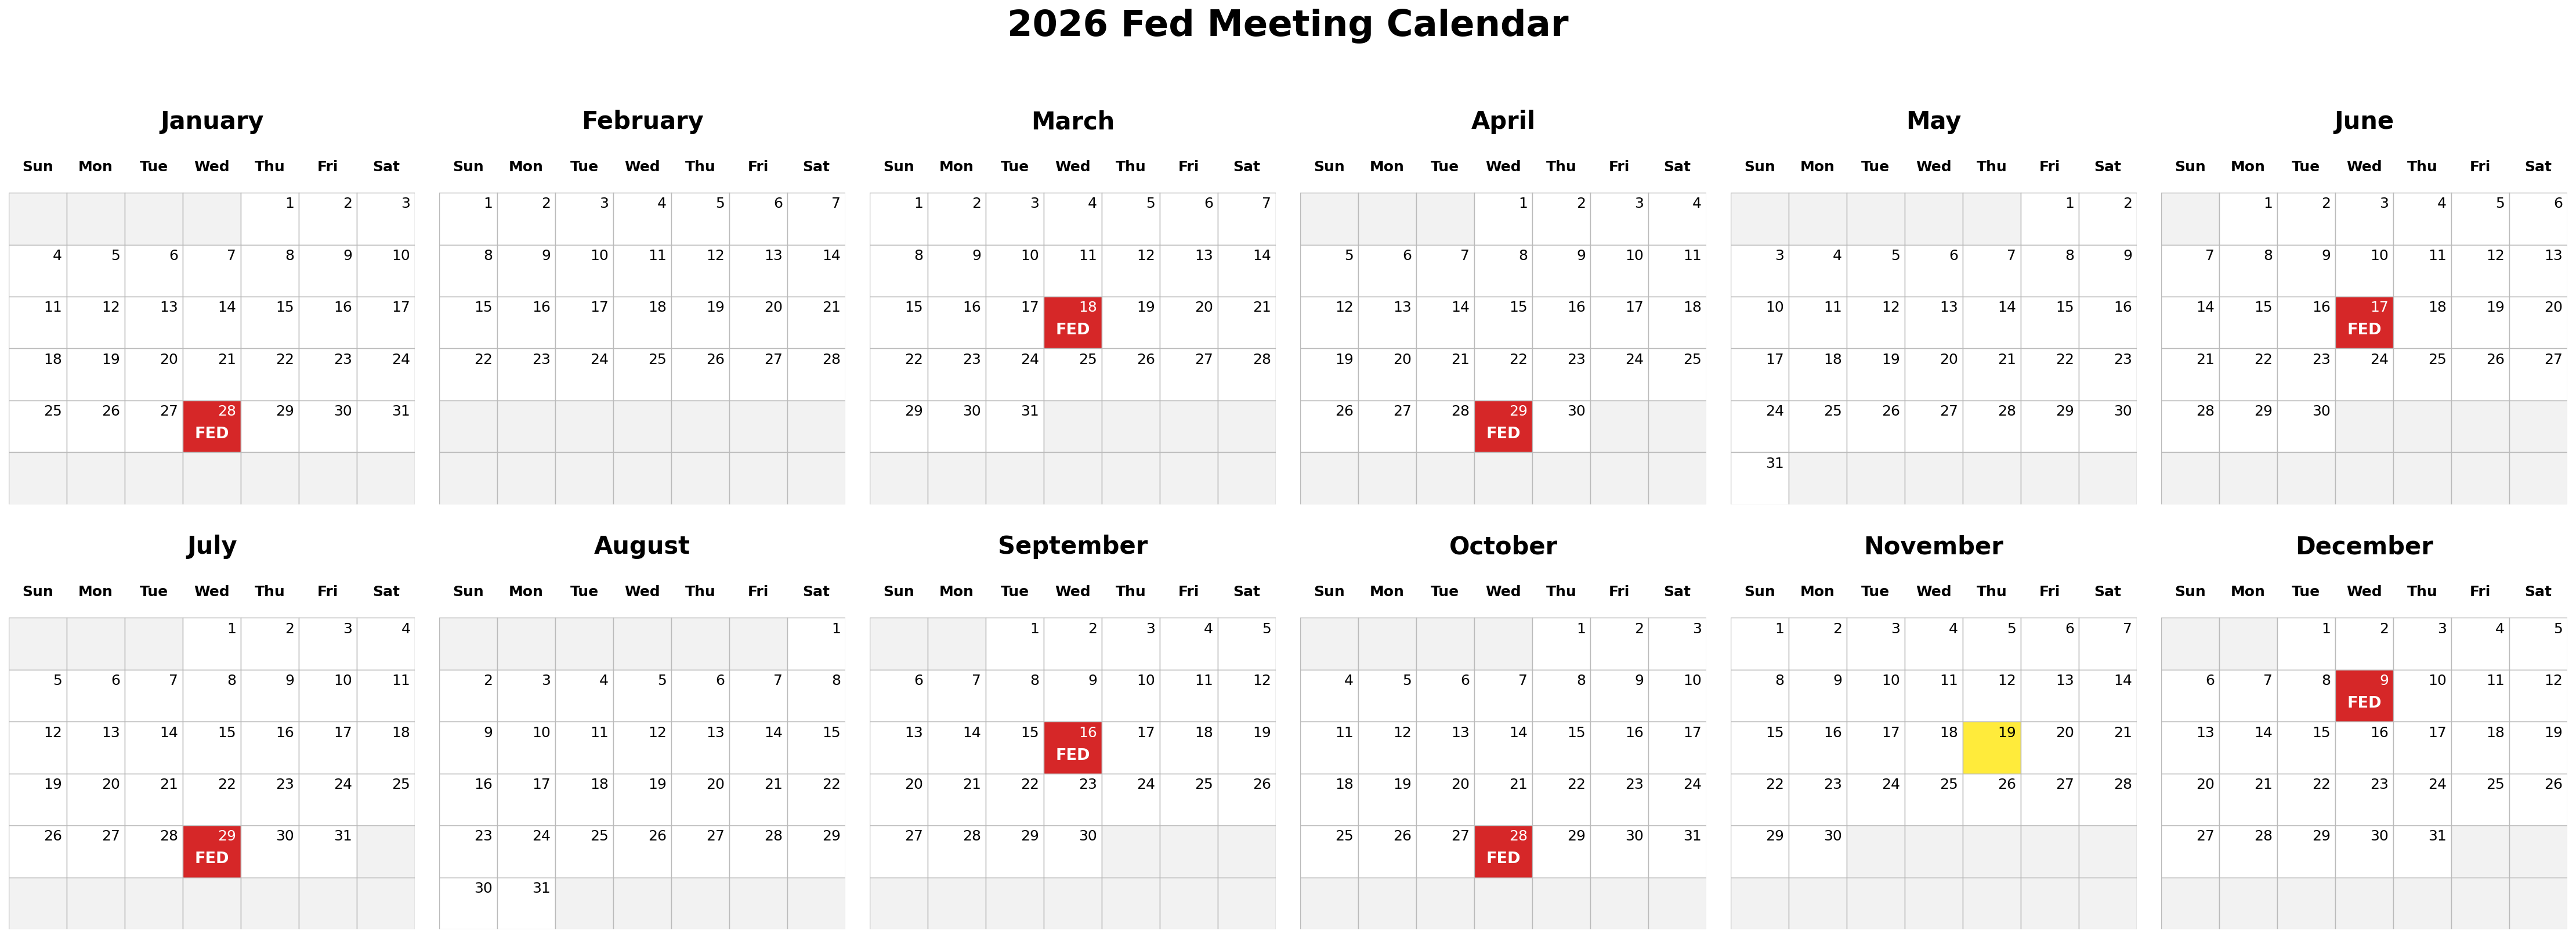 2026 Fed Meeting Calendar
January
Sun Mon Tue Wed Thu Fri Sat
1 2 3
4 5 6 7 8 9 10
11 12 13 14 15 16 17
18 19 20 21 22 23 24
25 26 27 28 29 30 31
FED
February
Sun Mon Tue Wed Thu Fri Sat
1 2 3 4 5 6 7
8 9 10 11 12 13 14
15 16 17 18 19 20 21
22 23 24 25 26 27 28
March
Sun Mon Tue Wed Thu Fri Sat
1 2 3 4 5 6 7
8 9 10 11 12 13 14
15 16 17 18 19 20 21
FED
22 23 24 25 26 27 28
29 30 31
April
Sun Mon Tue Wed Thu Fri Sat
1 2 3 4
5 6 7 8 9 10 11
12 13 14 15 16 17 18
19 20 21 22 23 24 25
26 27 28 29 30
FED
May
Sun Mon Tue Wed Thu Fri Sat
1 2
3 4 5 6 7 8 9
10 11 12 13 14 15 16
17 18 19 20 21 22 23
24 25 26 27 28 29 30
31
June
Sun Mon Tue Wed Thu Fri Sat
1 2 3 4 5 6
7 8 9 10 11 12 13
14 15 16 17 18 19 20
FED
21 22 23 24 25 26 27
28 29 30
July
Sun Mon Tue Wed Thu Fri Sat
1 2 3 4
5 6 7 8 9 10 11
12 13 14 15 16 17 18
19 20 21 22 23 24 25
26 27 28 29 30 31
FED
August
Sun Mon Tue Wed Thu Fri Sat
1
2 3 4 5 6 7 8
9 10 11 12 13 14 15
16 17 18 19 20 21 22
23 24 25 26 27 28 29
30 31
September
Sun Mon Tue Wed Thu Fri Sat
1 2 3 4 5
6 7 8 9 10 11 12
13 14 15 16 17 18 19
FED
20 21 22 23 24 25 26
27 28 29 30
October
Sun Mon Tue Wed Thu Fri Sat
1 2 3
4 5 6 7 8 9 10
11 12 13 14 15 16 17
18 19 20 21 22 23 24
25 26 27 28 29 30 31
FED
November
Sun Mon Tue Wed Thu Fri Sat
1 2 3 4 5 6 7
8 9 10 11 12 13 14
15 16 17 18 19 20 21
22 23 24 25 26 27 28
29 30
December
Sun Mon Tue Wed Thu Fri Sat
1 2 3 4 5
6 7 8 9 10 11 12
FED
13 14 15 16 17 18 19
20 21 22 23 24 25 26
27 28 29 30 31